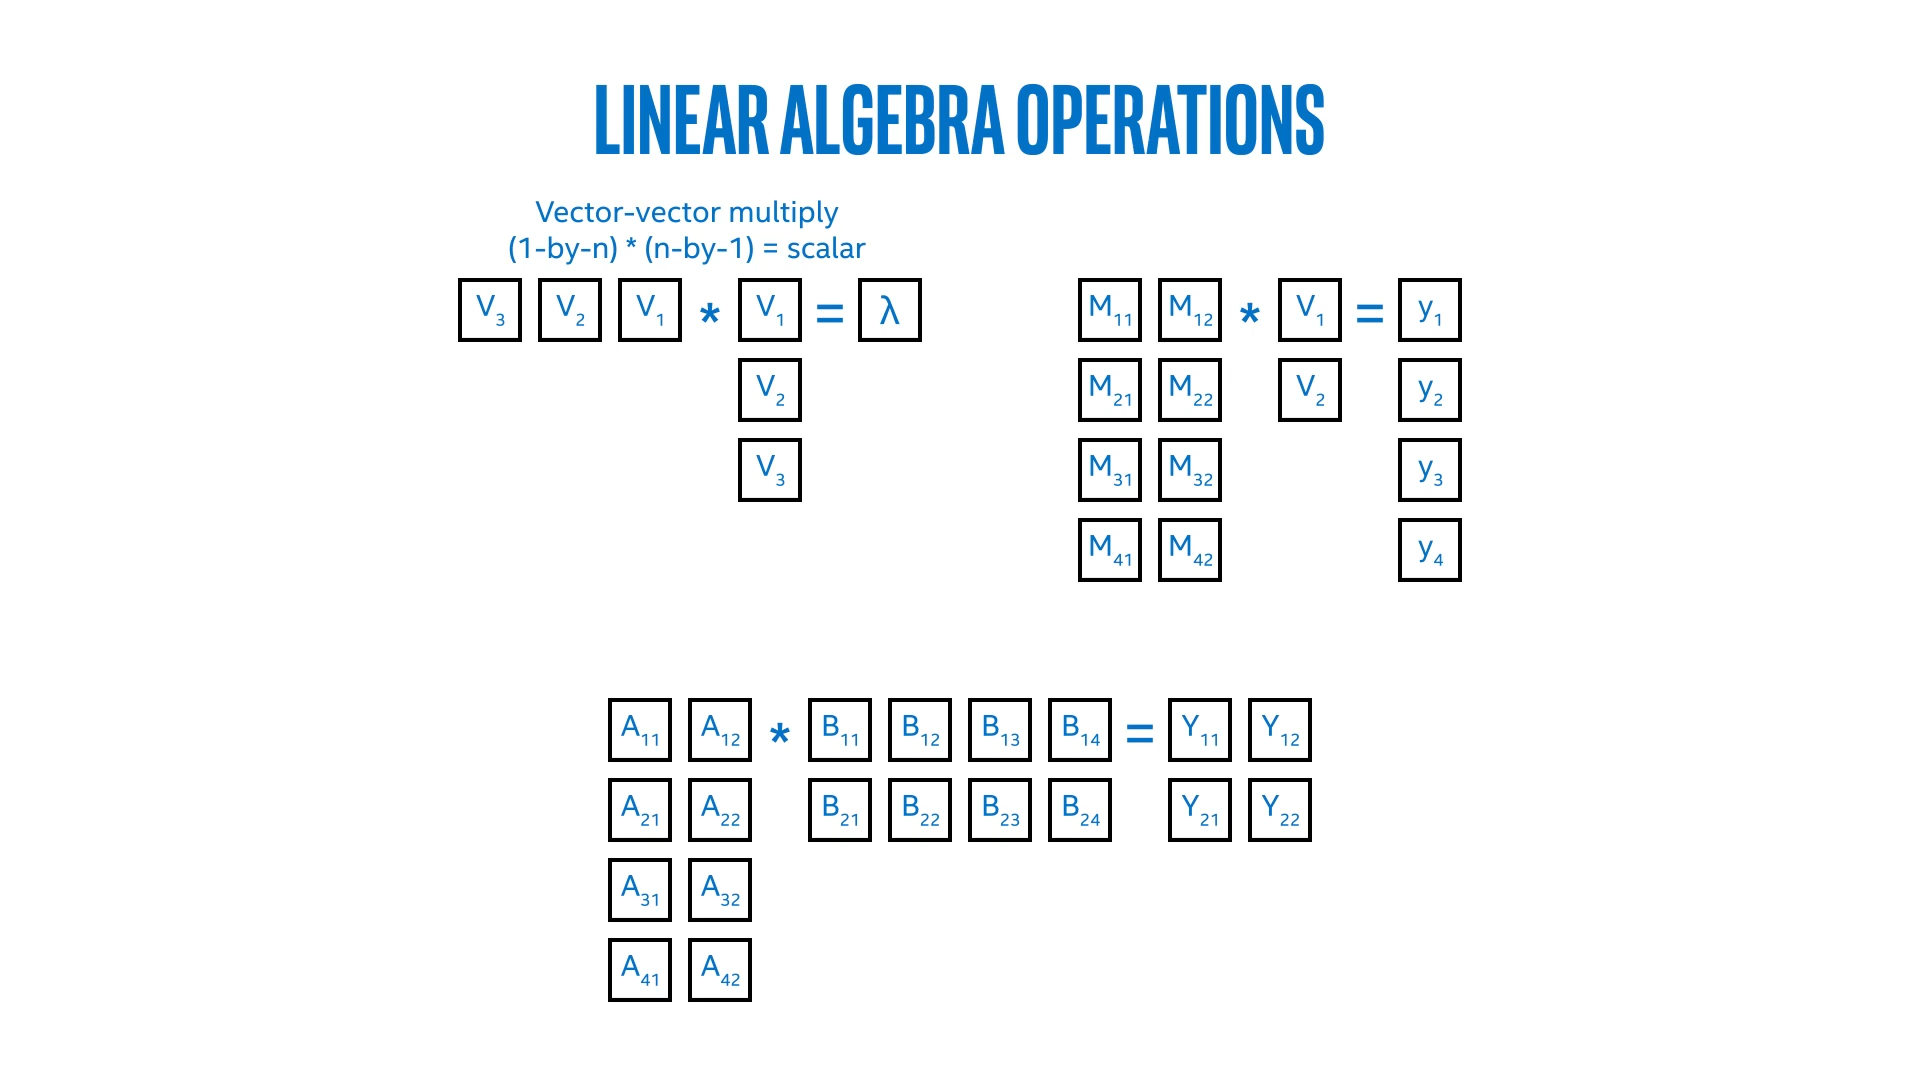 LINEAR ALGEBRA OPERATIONS
Vector-vector multiply
(1-by-n) * (n-by-1) = scalar
V3 V2 V1 * V1 = λ
V2
V3
M11 M12 * V1 = y1
M21 M22 V2 y2
M31 M32 y3
M41 M42 y4
A11 A12 * B11 B12 B13 B14 = Y11 Y12
A21 A22 B21 B22 B23 B24 Y21 Y22
A31 A32
A41 A42